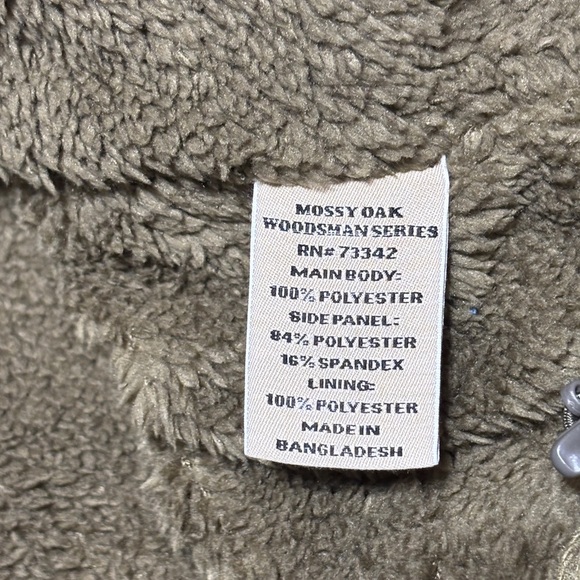 MOSSY OAK
WOODSMAN SERIES
RN# 73342
MAIN BODY:
100% POLYESTER
SIDE PANEL:
84% POLYESTER
16% SPANDEX
LINING:
100% POLYESTER
MADE IN
BANGLADESH